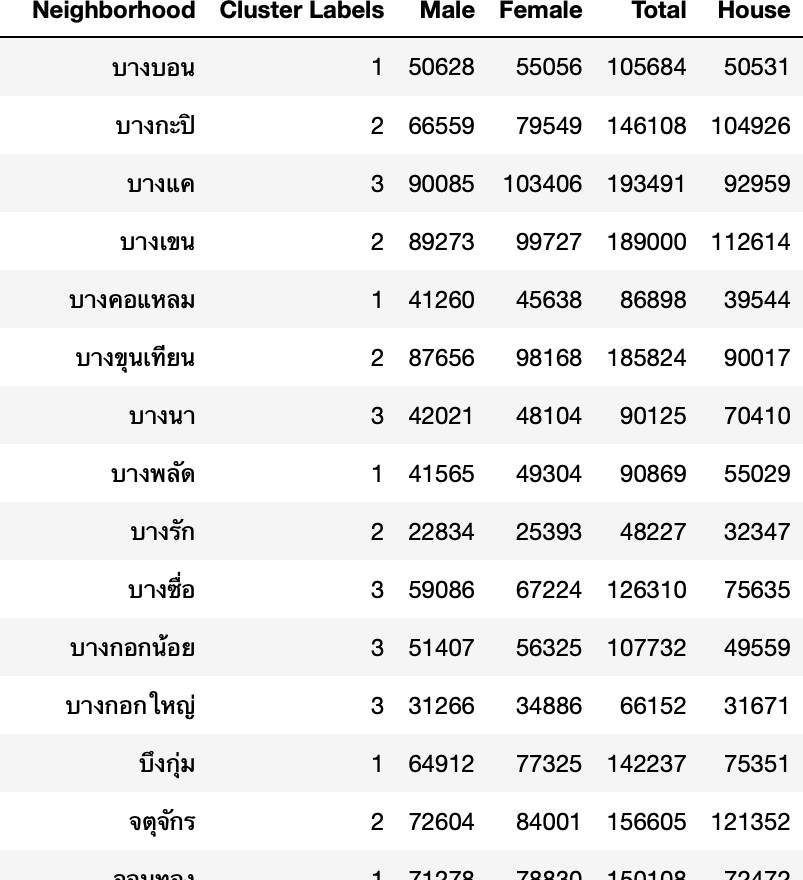 Neighborhood Cluster Labels Male Female Total House
บางบอน 1 50628 55056 105684 50531
บางกะปิ 2 66559 79549 146108 104926
บางแค 3 90085 103406 193491 92959
บางเขน 2 89273 99727 189000 112614
บางคอแหลม 1 41260 45638 86898 39544
บางขุนเทียน 2 87656 98168 185824 90017
บางนา 3 42021 48104 90125 70410
บางพลัด 1 41565 49304 90869 55029
บางรัก 2 22834 25393 48227 32347
บางซื่อ 3 59086 67224 126310 75635
บางกอกน้อย 3 51407 56325 107732 49559
บางกอกใหญ่ 3 31266 34886 66152 31671
บึงกุ่ม 1 64912 77325 142237 75351
จตุจักร 2 72604 84001 156605 121352
จอมทอง 1 71278 78830 150108 72472